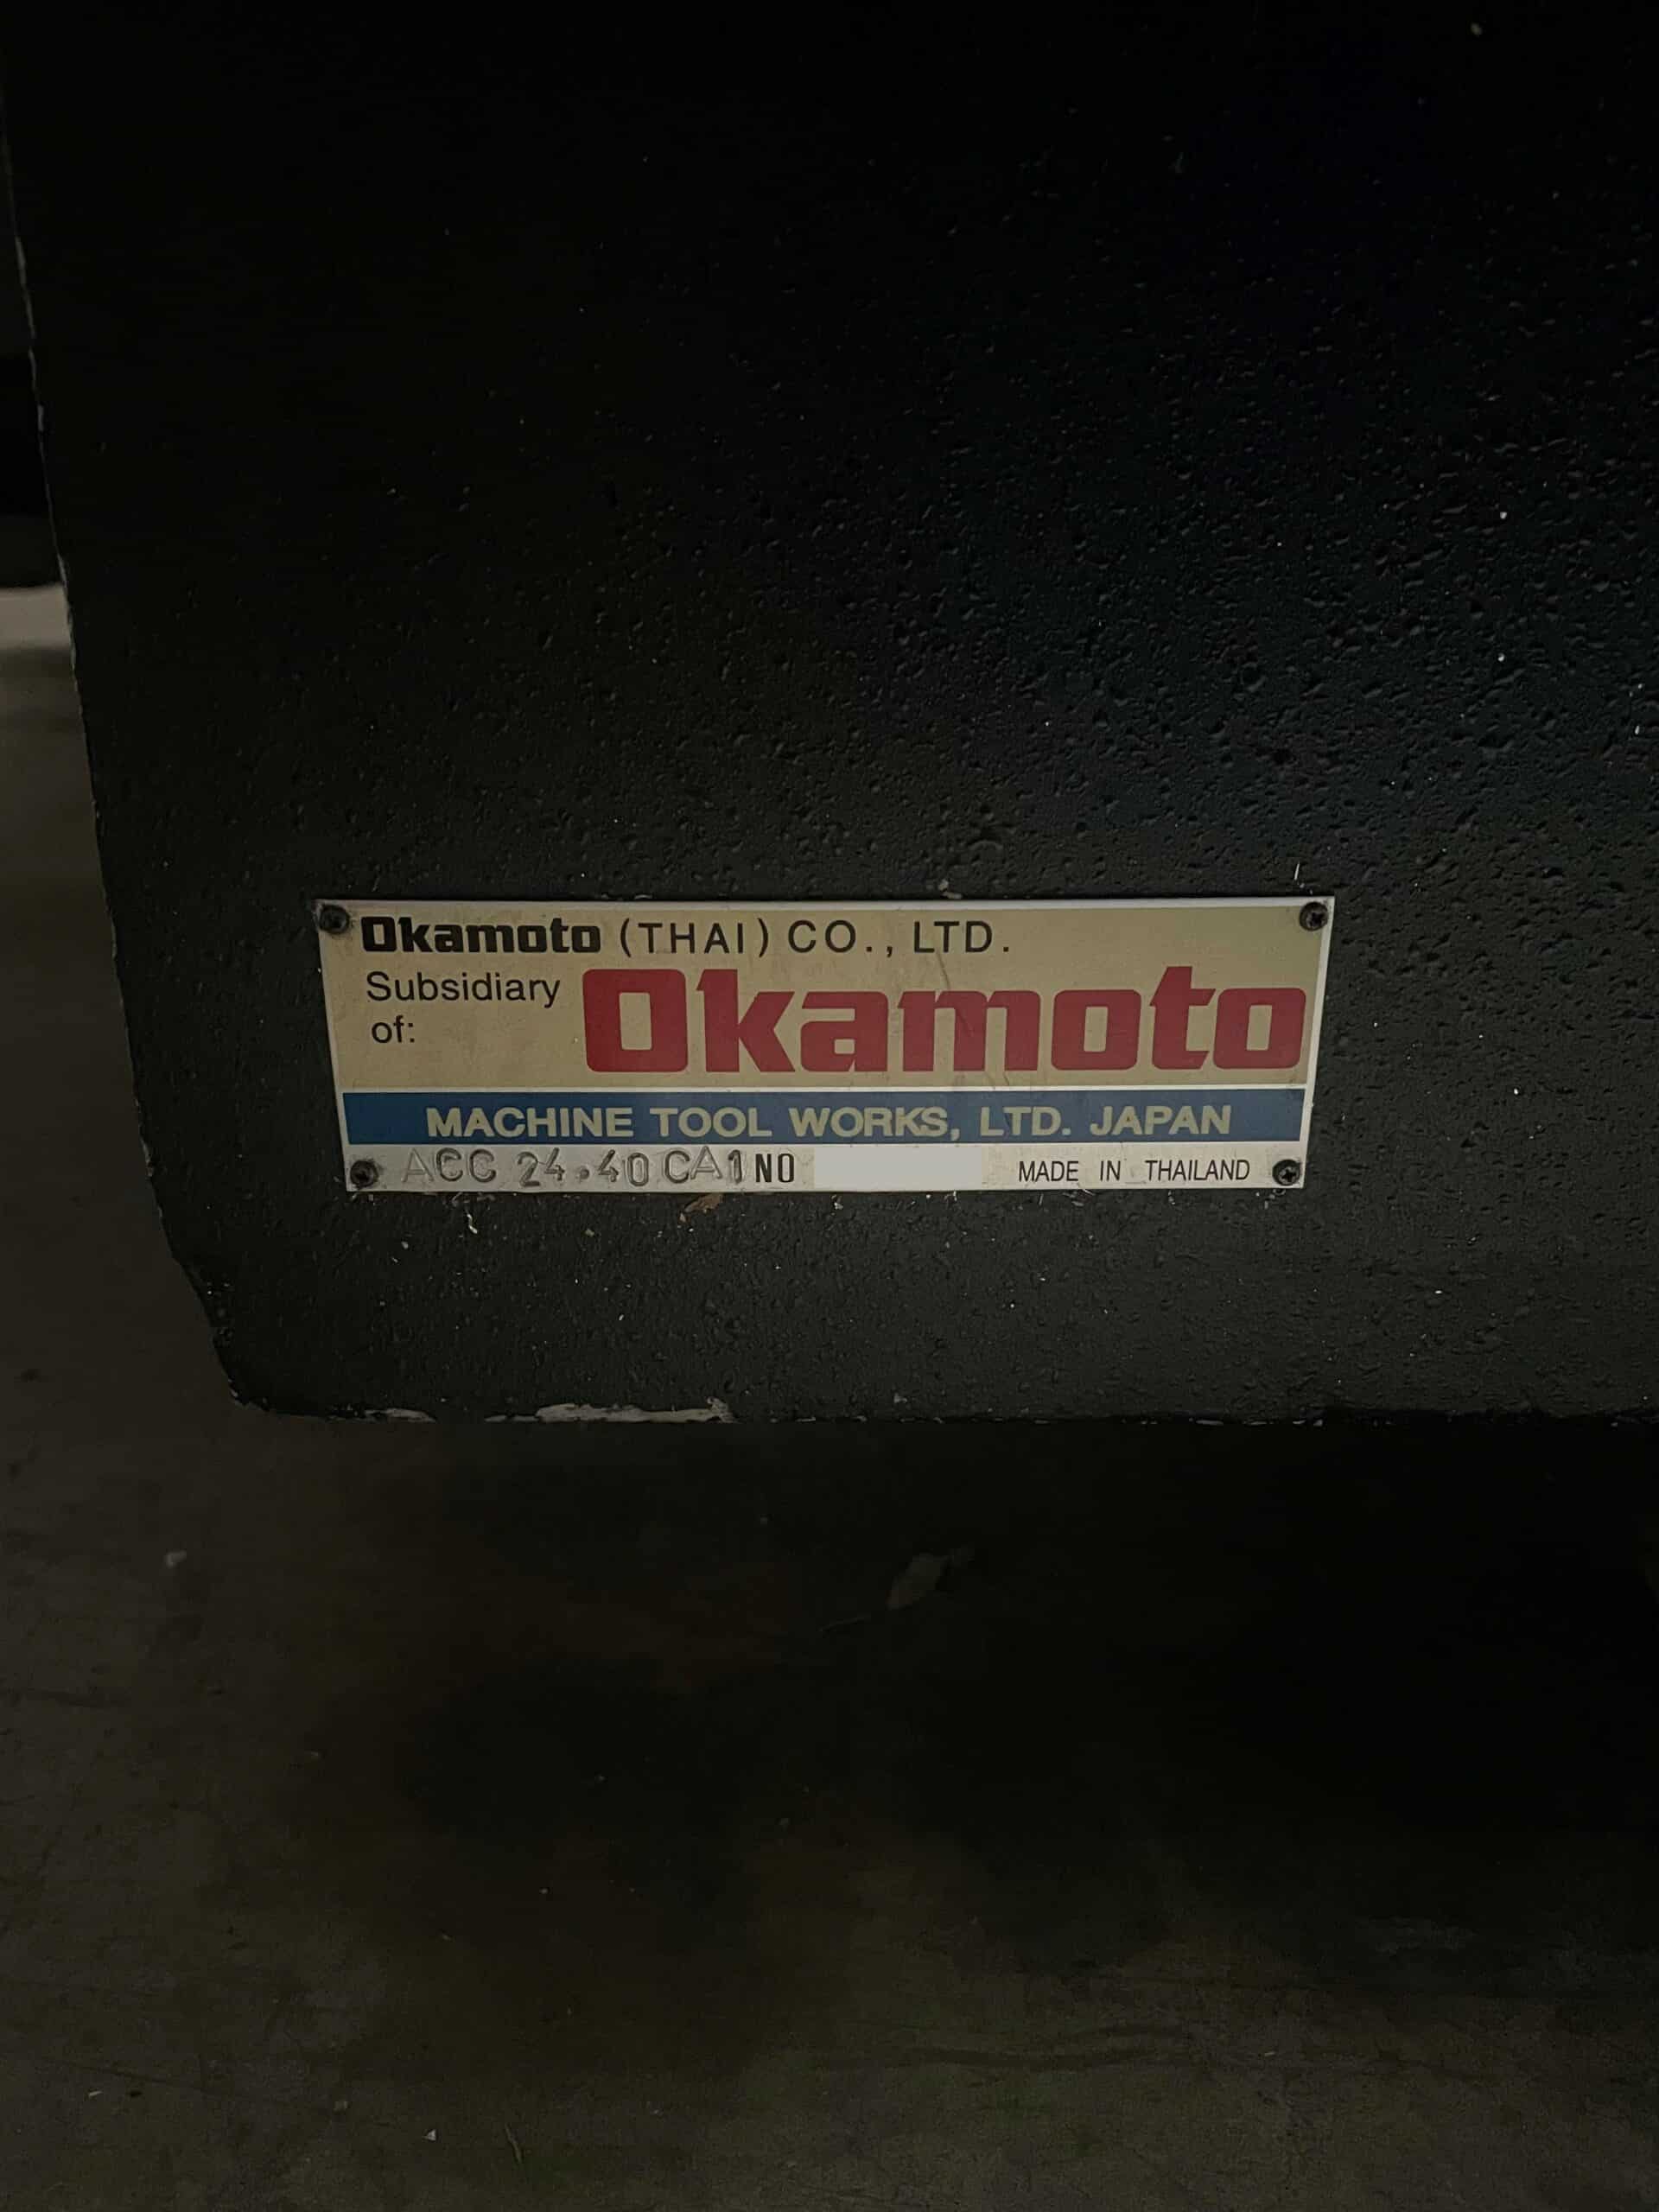 Okamoto (THAI) CO., LTD.
Subsidiary of:
Okamoto
MACHINE TOOL WORKS, LTD. JAPAN
ACC 24.40 CA1 NO MADE IN THAILAND